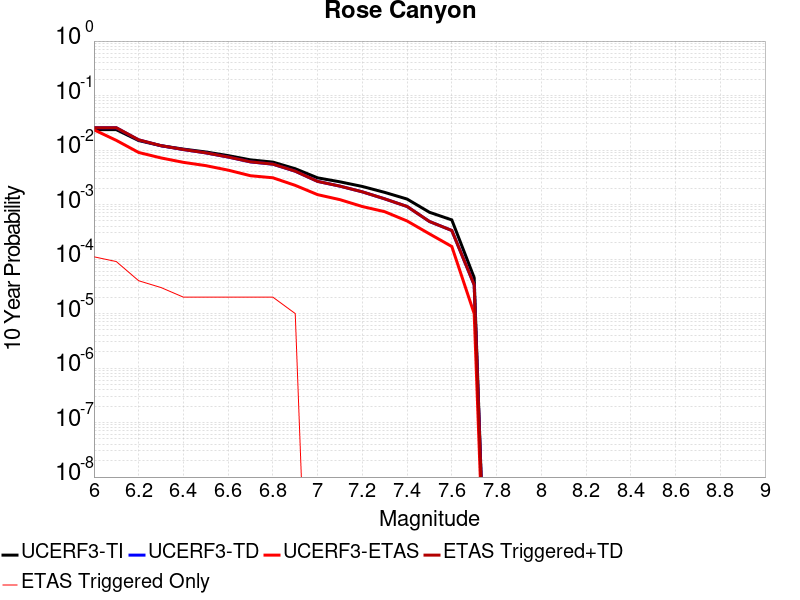 Rose Canyon
10 0
10 -1
10 -2
10 -3
10 -4
10 -5
10 -6
10 -7
10 -8
10 Year Probability
6 6.2 6.4 6.6 6.8 7 7.2 7.4 7.6 7.8 8 8.2 8.4 8.6 8.8 9
Magnitude
UCERF3-TI UCERF3-TD UCERF3-ETAS ETAS Triggered+TD
ETAS Triggered Only